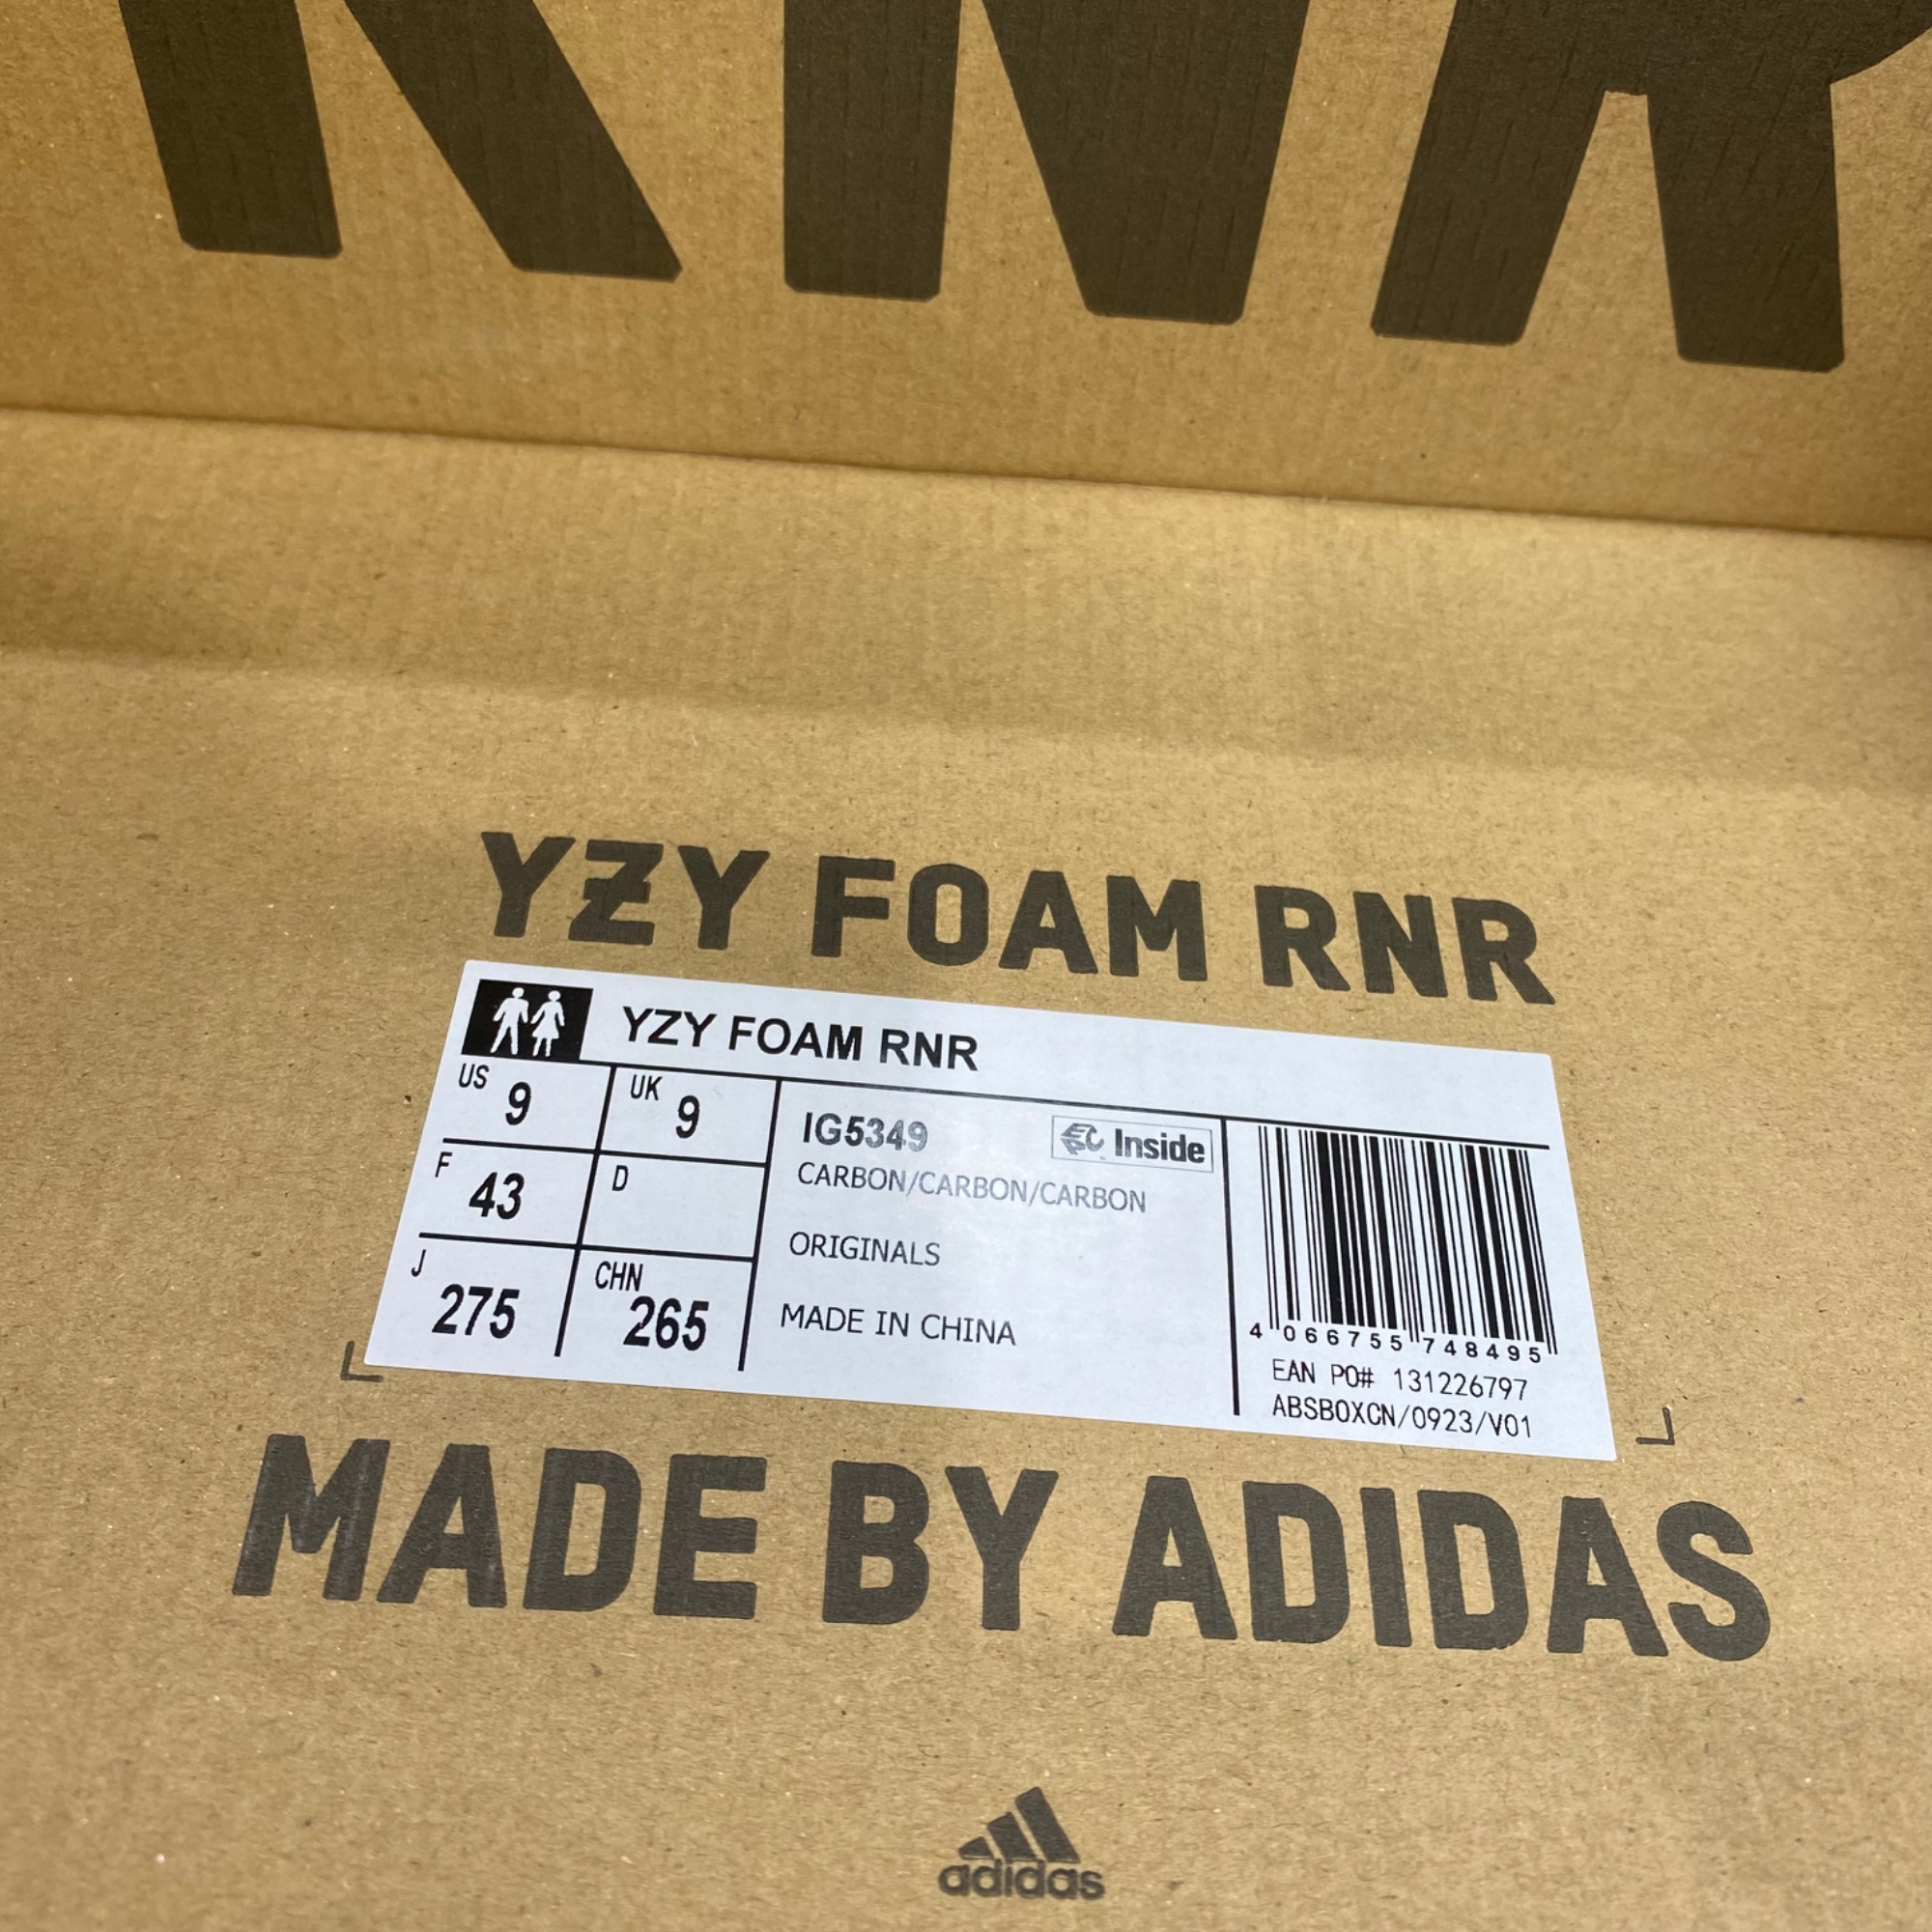 RNR
YZY FOAM RNR
YZY FOAM RNR
US 9 UK 9
F 43 D
J 275 CHN 265
IG5349 EPC Inside
CARBON/CARBON/CARBON
ORIGINALS
MADE IN CHINA
4 066755 748495
EAN PO# 131226797
ABSBOXCN/0923/V01
MADE BY ADIDAS
adidas